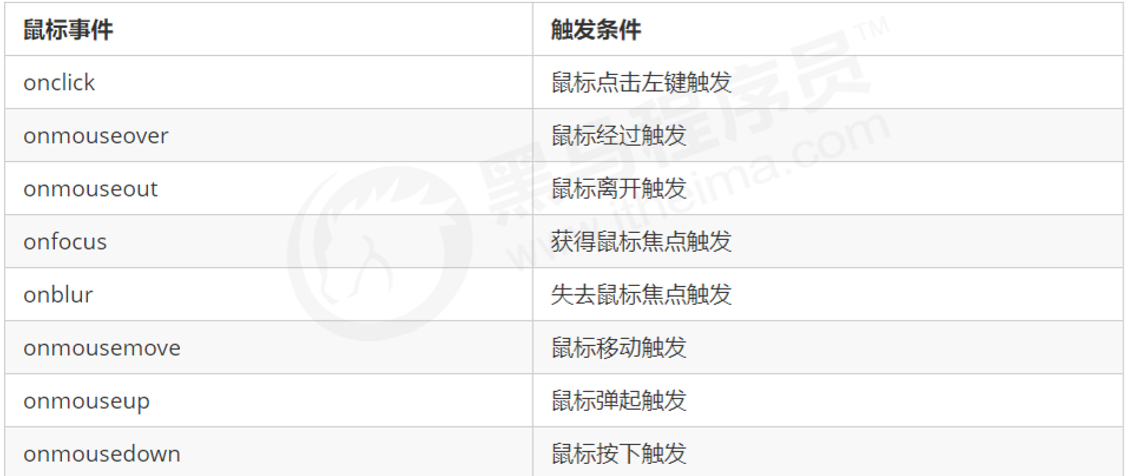 鼠标事件 触发条件
onclick 鼠标点击左键触发
onmouseover 鼠标经过触发
onmouseout 鼠标离开触发
onfocus 获得鼠标焦点触发
onblur 失去鼠标焦点触发
onmousemove 鼠标移动触发
onmouseup 鼠标弹起触发
onmousedown 鼠标按下触发
黑马程序员™
www.itheima.com